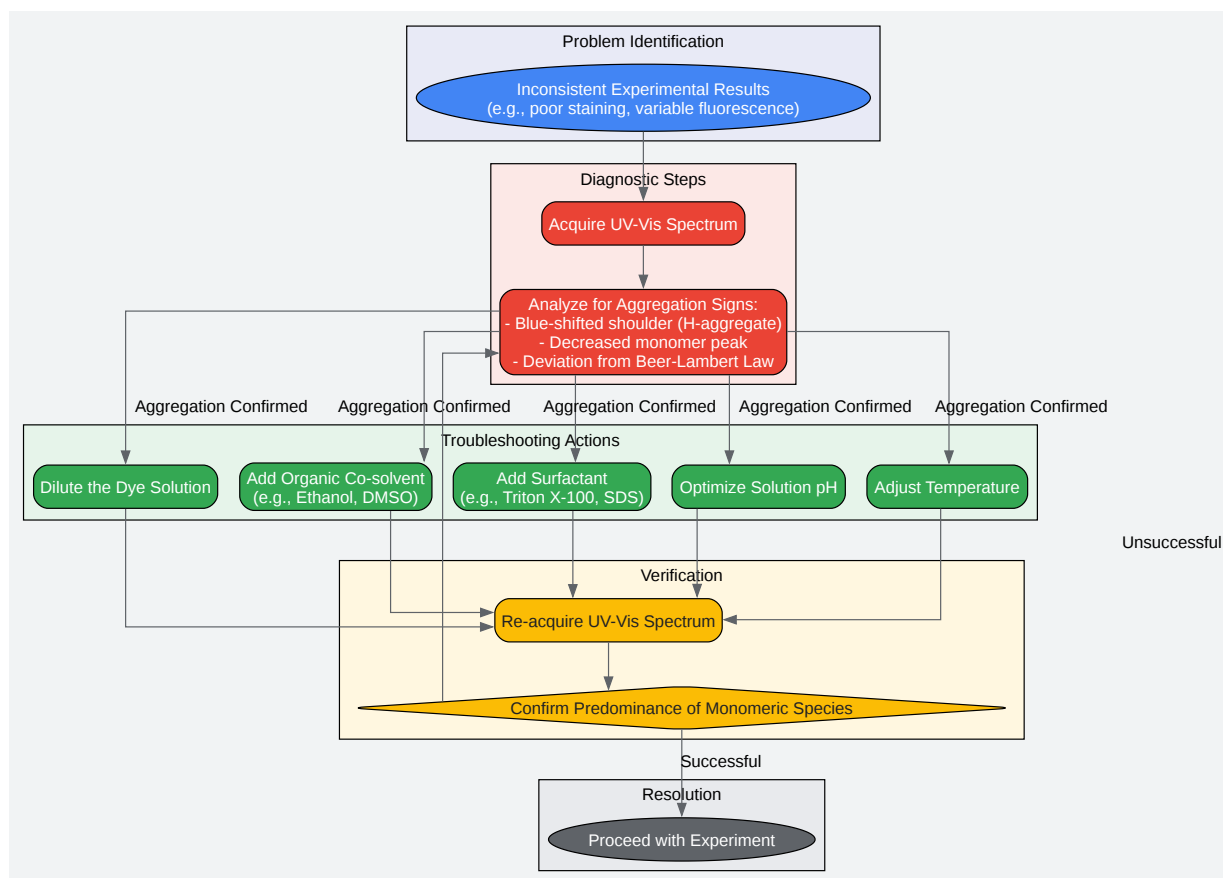 Problem Identification
Inconsistent Experimental Results
(e.g., poor staining, variable fluorescence)
Diagnostic Steps
Acquire UV-Vis Spectrum
Analyze for Aggregation Signs:
- Blue-shifted shoulder (H-aggregate)
- Decreased monomer peak
- Deviation from Beer-Lambert Law
Aggregation Confirmed
Aggregation Confirmed
Aggregation Confirmed
Aggregation Confirmed
Aggregation Confirmed
Troubleshooting Actions
Dilute the Dye Solution
Add Organic Co-solvent
(e.g., Ethanol, DMSO)
Add Surfactant
(e.g., Triton X-100, SDS)
Optimize Solution pH
Adjust Temperature
Unsuccessful
Verification
Re-acquire UV-Vis Spectrum
Confirm Predominance of Monomeric Species
Successful
Resolution
Proceed with Experiment